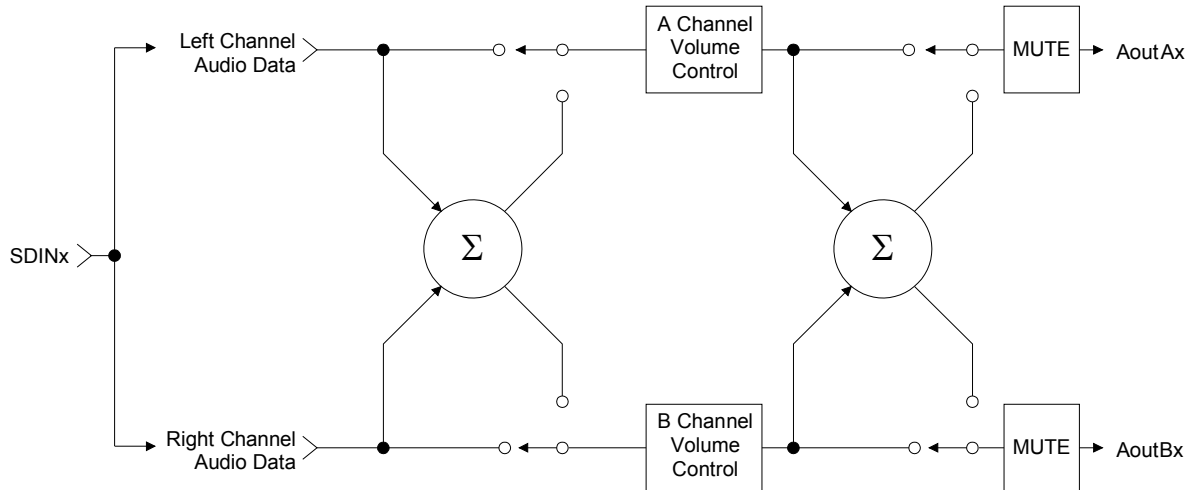 Left Channel
Audio Data
A Channel
Volume
Control
MUTE
AoutAx
SDINx
Σ
Σ
Right Channel
Audio Data
B Channel
Volume
Control
MUTE
AoutBx